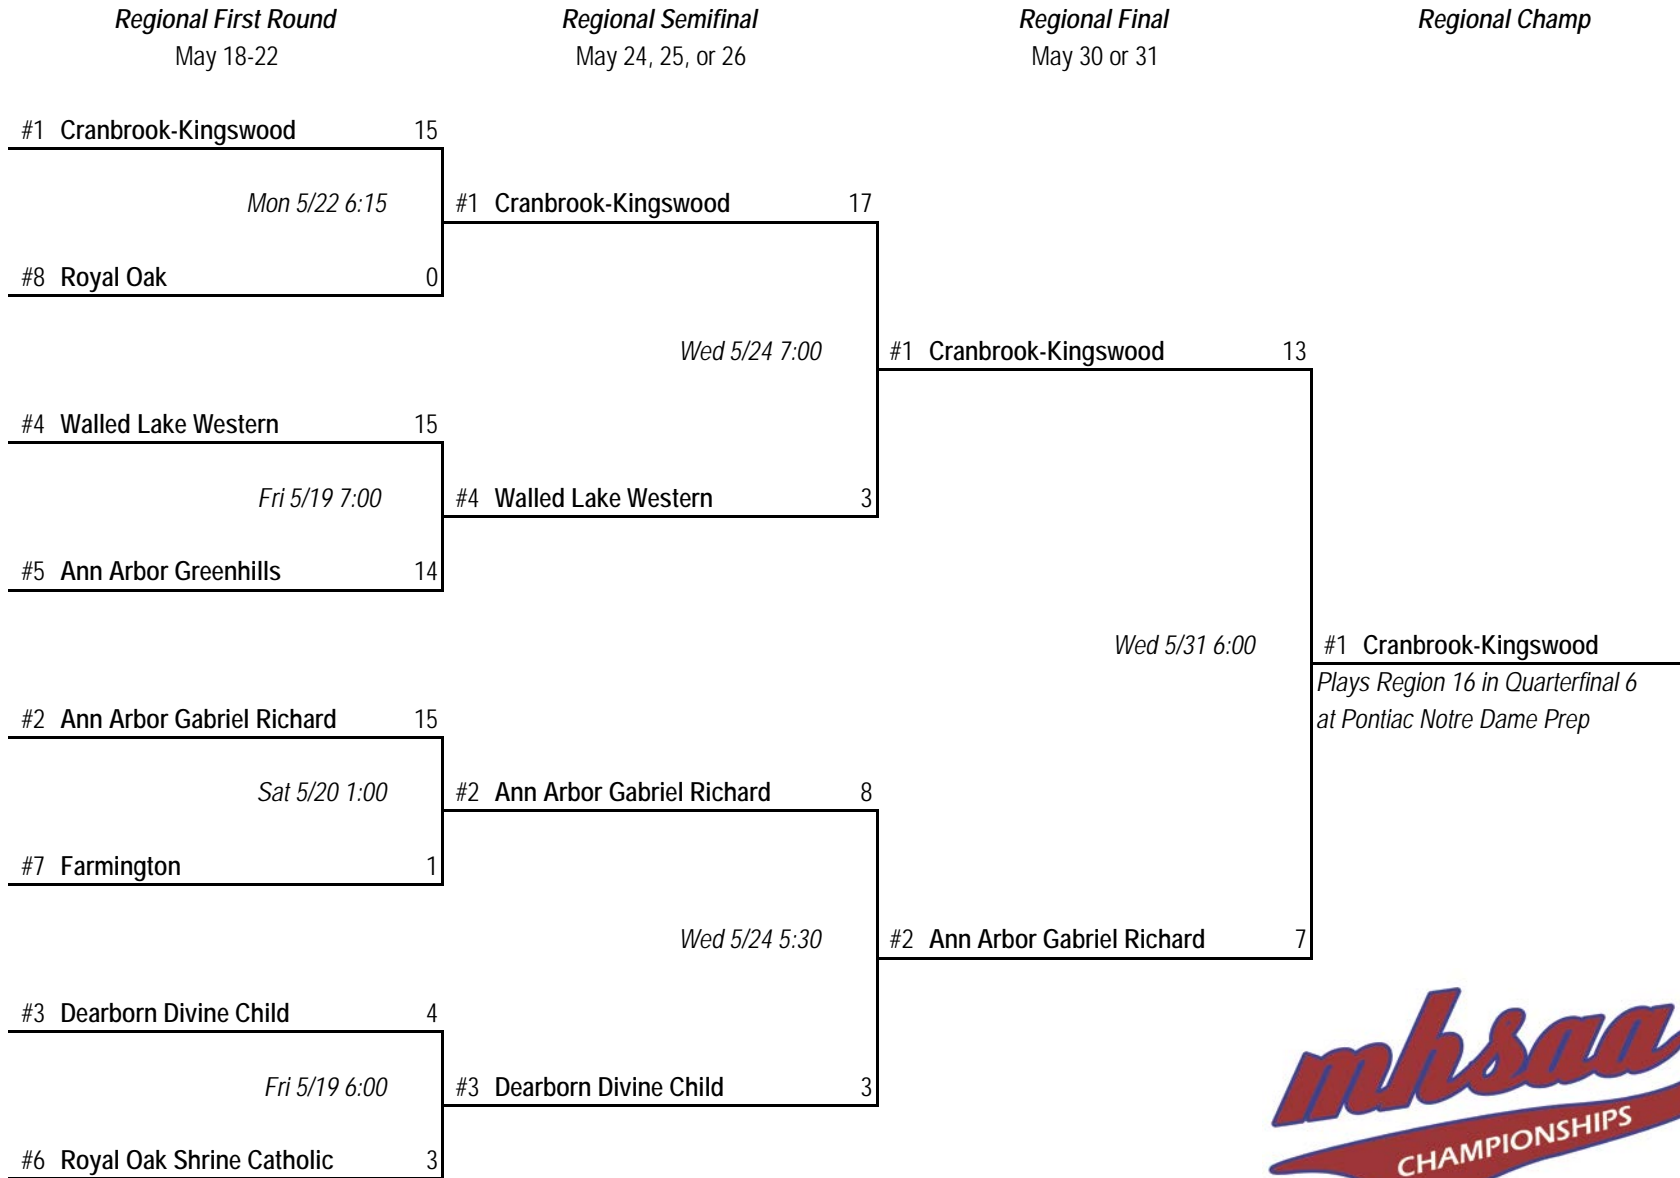 Regional First Round Regional Semifinal Regional Final Regional Champ
May 18-22 May 24, 25, or 26 May 30 or 31
#1 Cranbrook-Kingswood 15
Mon 5/22 6:15 #1 Cranbrook-Kingswood 17
#8 Royal Oak 0
Wed 5/24 7:00 #1 Cranbrook-Kingswood 13
#4 Walled Lake Western 15
Fri 5/19 7:00 #4 Walled Lake Western 3
#5 Ann Arbor Greenhills 14
Wed 5/31 6:00 #1 Cranbrook-Kingswood
Plays Region 16 in Quarterfinal 6
#2 Ann Arbor Gabriel Richard 15 at Pontiac Notre Dame Prep
Sat 5/20 1:00 #2 Ann Arbor Gabriel Richard 8
#7 Farmington 1
Wed 5/24 5:30 #2 Ann Arbor Gabriel Richard 7
#3 Dearborn Divine Child 4
Fri 5/19 6:00 #3 Dearborn Divine Child 3
#6 Royal Oak Shrine Catholic 3
mhsaa
CHAMPIONSHIPS